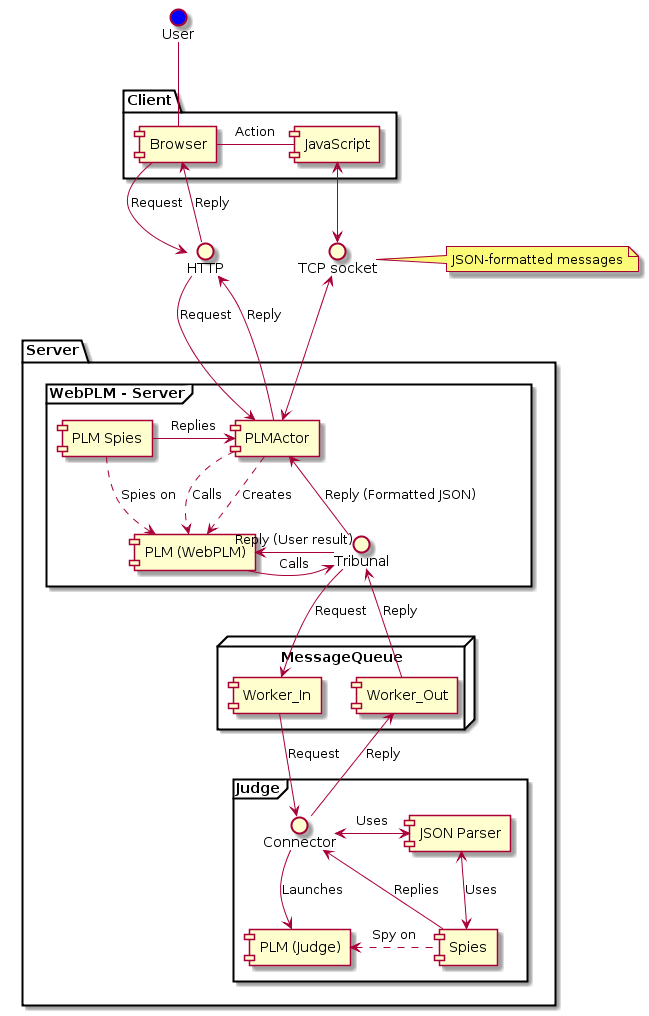 User
Client
Action
Browser
JavaScript
Request
Reply
HTTP
TCP socket
JSON-formatted messages
Request
Reply
Server
WebPLM - Server
Replies
PLM Spies
PLMActor
Spies on
Calls
Creates
Reply (Formatted JSON)
Reply (User result)
PLM (WebPLM)
Calls
Tribunal
Request
Reply
MessageQueue
Worker_In
Worker_Out
Request
Reply
Judge
Uses
Connector
JSON Parser
Launches
Replies
Uses
Spy on
PLM (Judge)
Spies